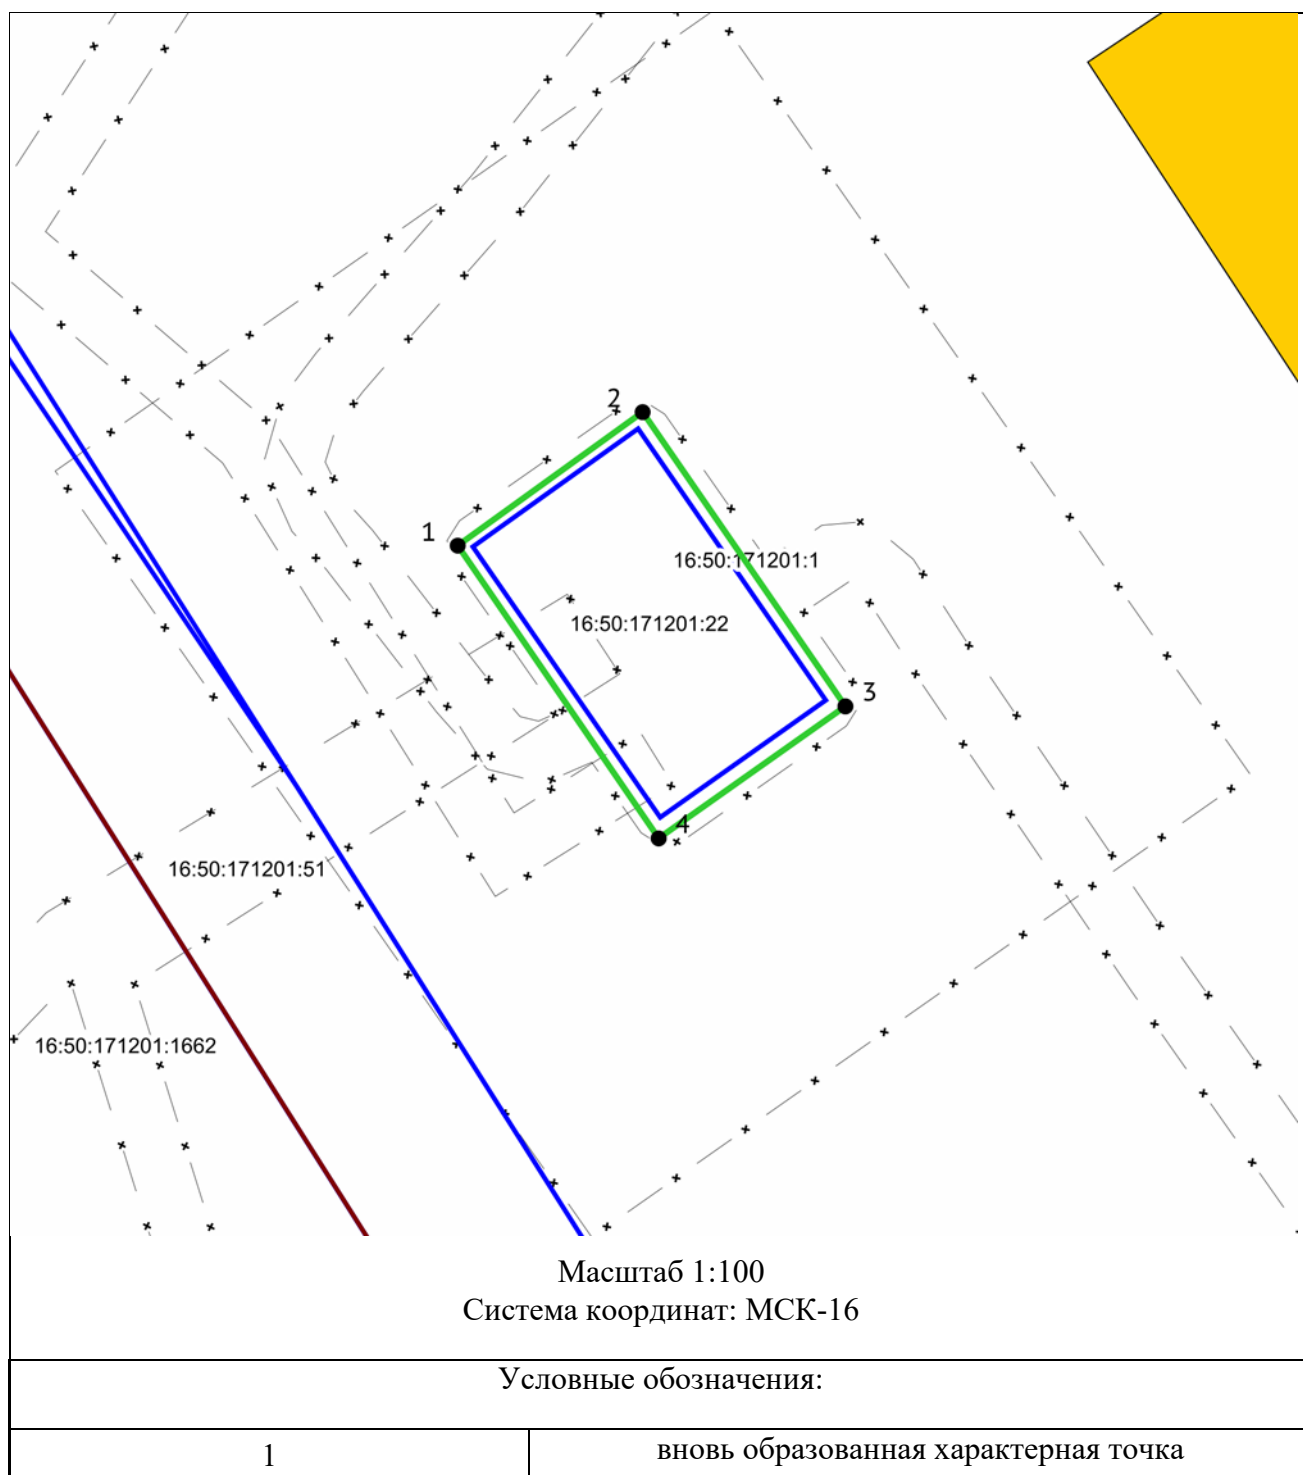 2
1
16:50:171201:1
16:50:171201:22
3
4
16:50:171201:51
16:50:171201:1662
Масштаб 1:100
Система координат: МСК-16
Условные обозначения:
1 вновь образованная характерная точка